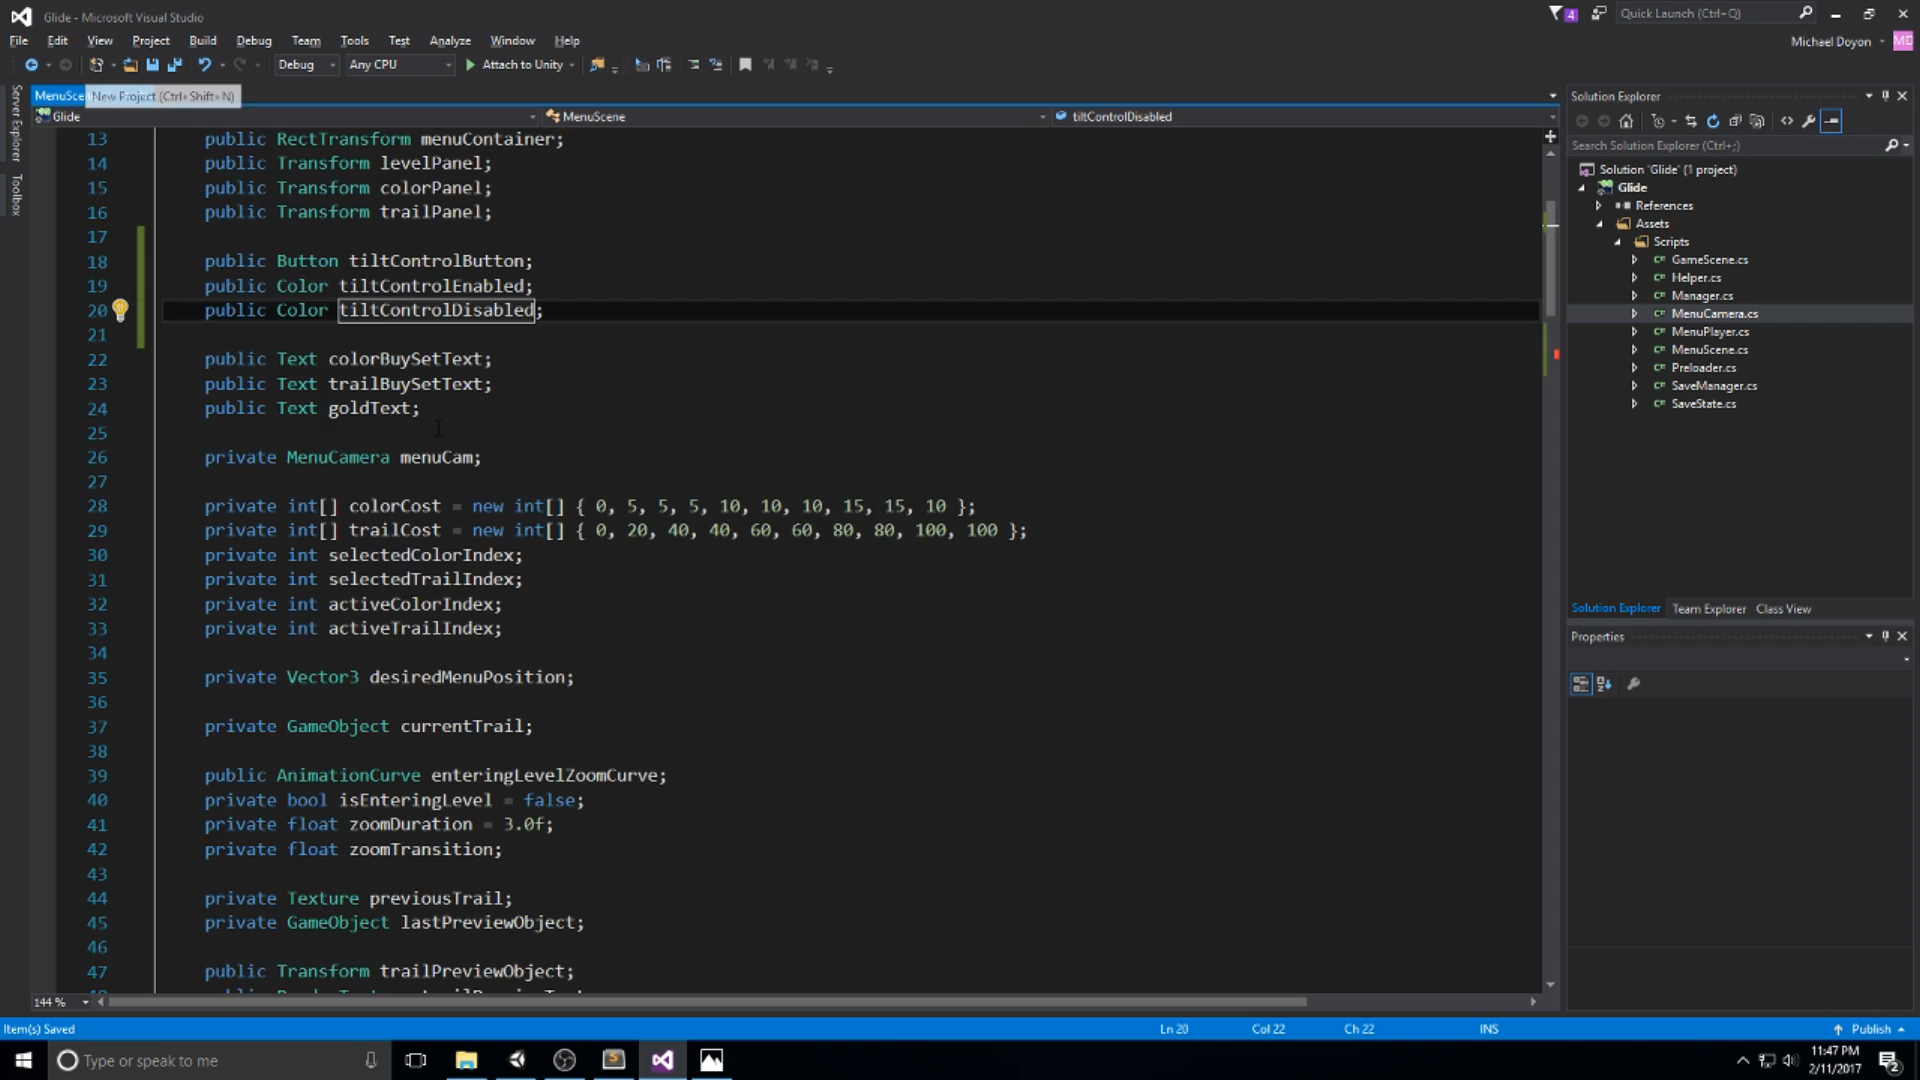 Glide - Microsoft Visual Studio
4
Quick Launch (Ctrl+Q)
File Edit View Project Build Debug Team Tools Test Analyze Window Help
Michael Doyon
MD
Debug Any CPU Attach to Unity
Server Explorer
Toolbox
MenuSce
New Project (Ctrl+Shift+N)
Glide MenuScene tiltControlDisabled
13 public RectTransform menuContainer;
14 public Transform levelPanel;
15 public Transform colorPanel;
16 public Transform trailPanel;
17
18 public Button tiltControlButton;
19 public Color tiltControlEnabled;
20 public Color tiltControlDisabled;
21
22 public Text colorBuySetText;
23 public Text trailBuySetText;
24 public Text goldText;
25
26 private MenuCamera menuCam;
27
28 private int[] colorCost = new int[] { 0, 5, 5, 5, 10, 10, 10, 15, 15, 10 };
29 private int[] trailCost = new int[] { 0, 20, 40, 40, 60, 60, 80, 80, 100, 100 };
30 private int selectedColorIndex;
31 private int selectedTrailIndex;
32 private int activeColorIndex;
33 private int activeTrailIndex;
34
35 private Vector3 desiredMenuPosition;
36
37 private GameObject currentTrail;
38
39 public AnimationCurve enteringLevelZoomCurve;
40 private bool isEnteringLevel = false;
41 private float zoomDuration = 3.0f;
42 private float zoomTransition;
43
44 private Texture previousTrail;
45 private GameObject lastPreviewObject;
46
47 public Transform trailPreviewObject;
144 %
Solution Explorer
Search Solution Explorer (Ctrl+;)
Solution 'Glide' (1 project)
Glide
References
Assets
Scripts
C# GameScene.cs
C# Helper.cs
C# Manager.cs
C# MenuCamera.cs
C# MenuPlayer.cs
C# MenuScene.cs
C# Preloader.cs
C# SaveManager.cs
C# SaveState.cs
Solution Explorer Team Explorer Class View
Properties
Item(s) Saved
Ln 20 Col 22 Ch 22 INS
Publish
Type or speak to me
11:47 PM
2/11/2017
2